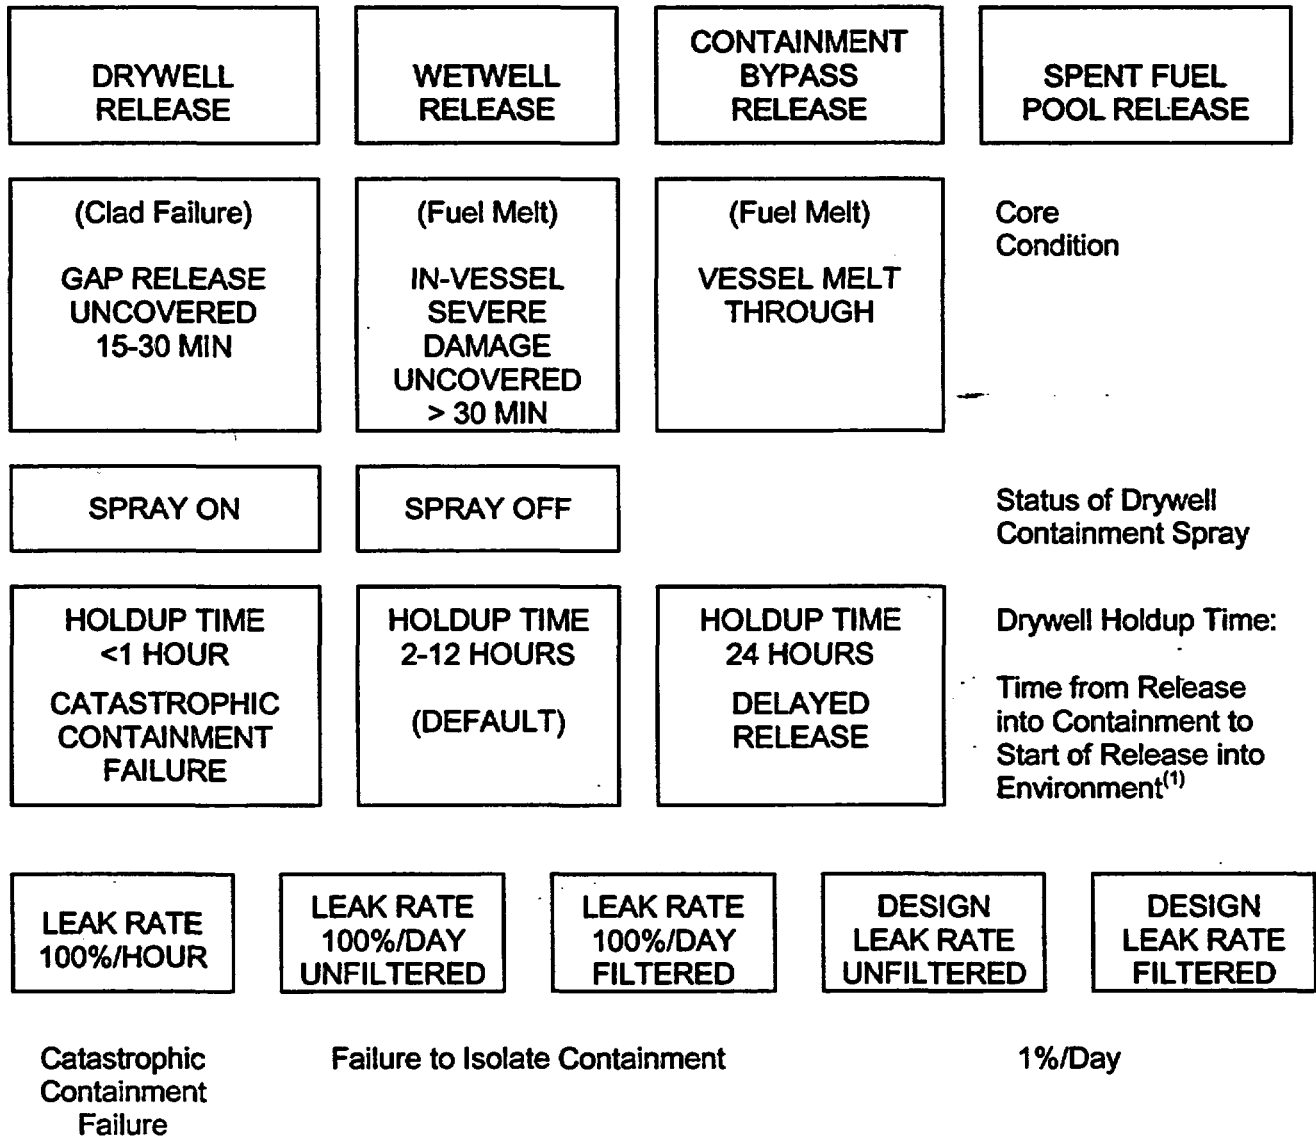 DRYWELL
RELEASE
WETWELL
RELEASE
CONTAINMENT
BYPASS
RELEASE
SPENT FUEL
POOL RELEASE
(Clad Failure)
GAP RELEASE
UNCOVERED
15-30 MIN
(Fuel Melt)
IN-VESSEL
SEVERE
DAMAGE
UNCOVERED
> 30 MIN
(Fuel Melt)
VESSEL MELT
THROUGH
Core
Condition
SPRAY ON
SPRAY OFF
Status of Drywell
Containment Spray
HOLDUP TIME
<1 HOUR
CATASTROPHIC
CONTAINMENT
FAILURE
HOLDUP TIME
2-12 HOURS
(DEFAULT)
HOLDUP TIME
24 HOURS
DELAYED
RELEASE
Drywell Holdup Time:
Time from Release
into Containment to
Start of Release into
Environment(1)
LEAK RATE
100%/HOUR
LEAK RATE
100%/DAY
UNFILTERED
LEAK RATE
100%/DAY
FILTERED
DESIGN
LEAK RATE
UNFILTERED
DESIGN
LEAK RATE
FILTERED
Catastrophic
Containment
Failure
Failure to Isolate Containment
1%/Day